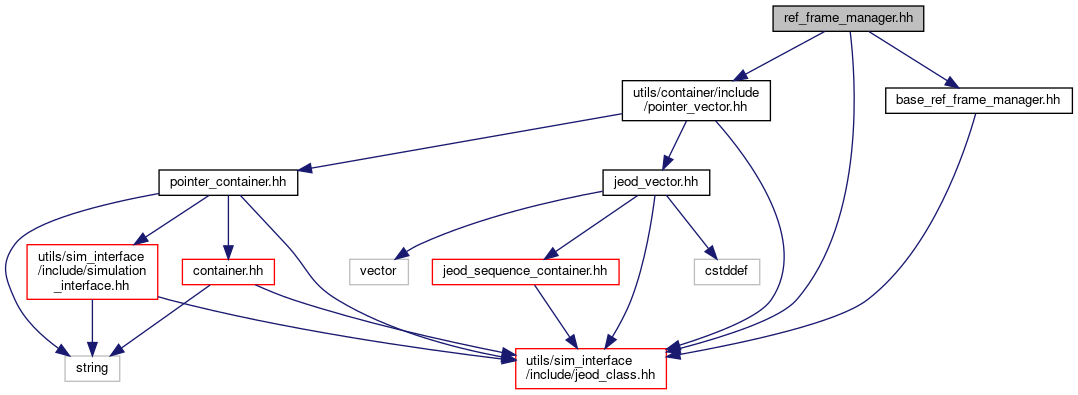 ref_frame_manager.hh
utils/container/include
/pointer_vector.hh
base_ref_frame_manager.hh
pointer_container.hh
jeod_vector.hh
utils/sim_interface
/include/simulation
_interface.hh
container.hh
vector
jeod_sequence_container.hh
cstddef
string
utils/sim_interface
/include/jeod_class.hh